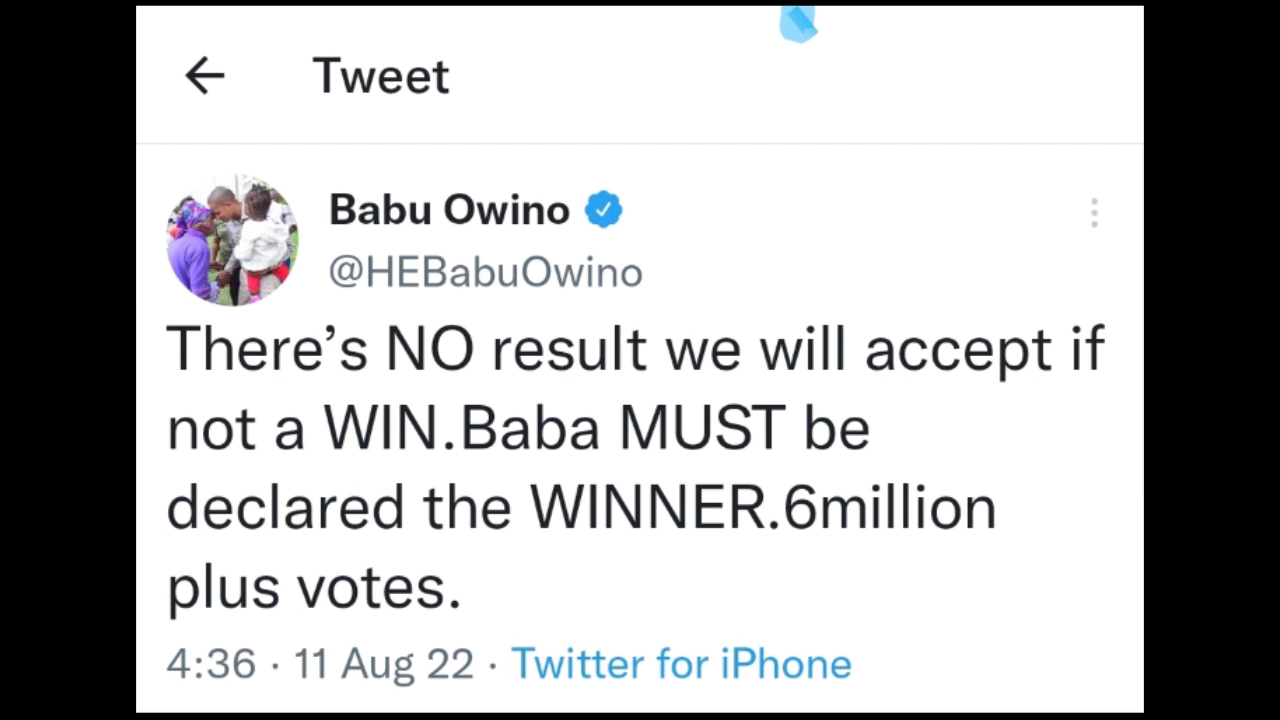 Tweet
Babu Owino
@HEBabuOwino
There’s NO result we will accept if
not a WIN.Baba MUST be
declared the WINNER.6million
plus votes.
4:36 · 11 Aug 22 · Twitter for iPhone